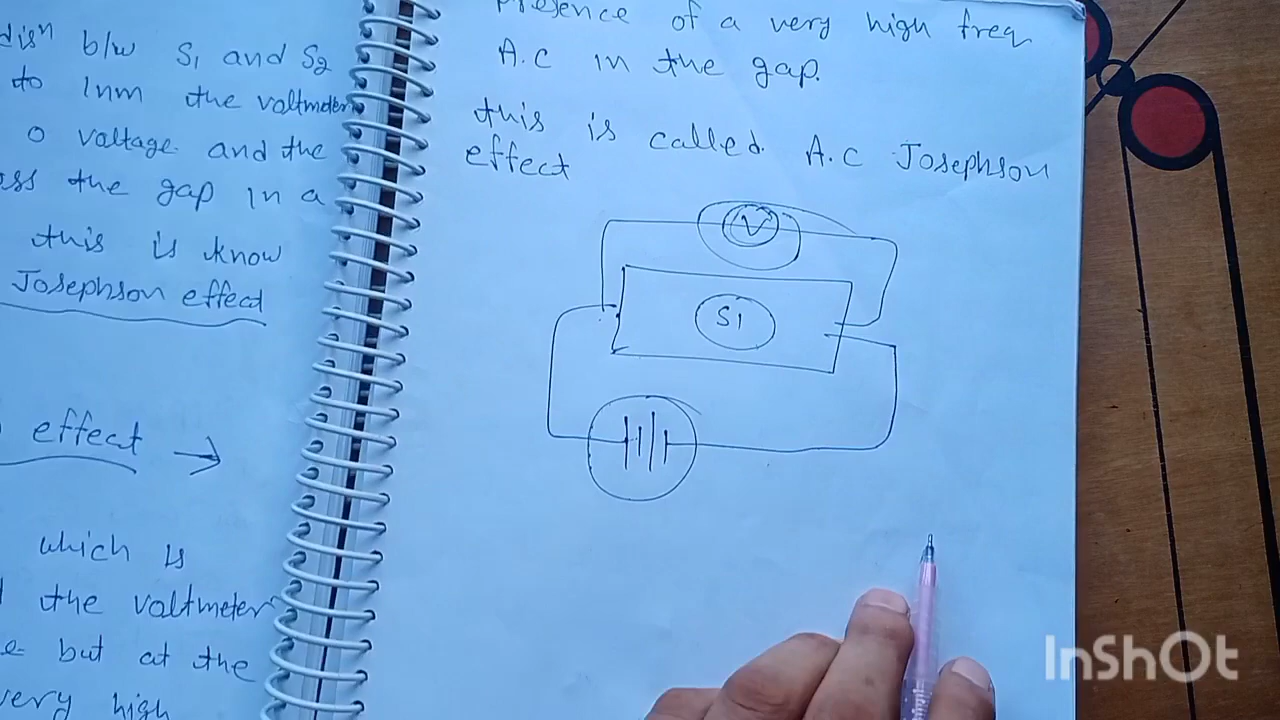 disn b/w S1 and S2
to 1nm the voltmeter
0 voltage. and the
the gap in a
this is know
Josephson effect
effect →
which is
the voltmeter
but at the
very high
Presence of a very high freq
A.C in the gap.
this is called. A.C Josephson
effect
V
S1
InShOt